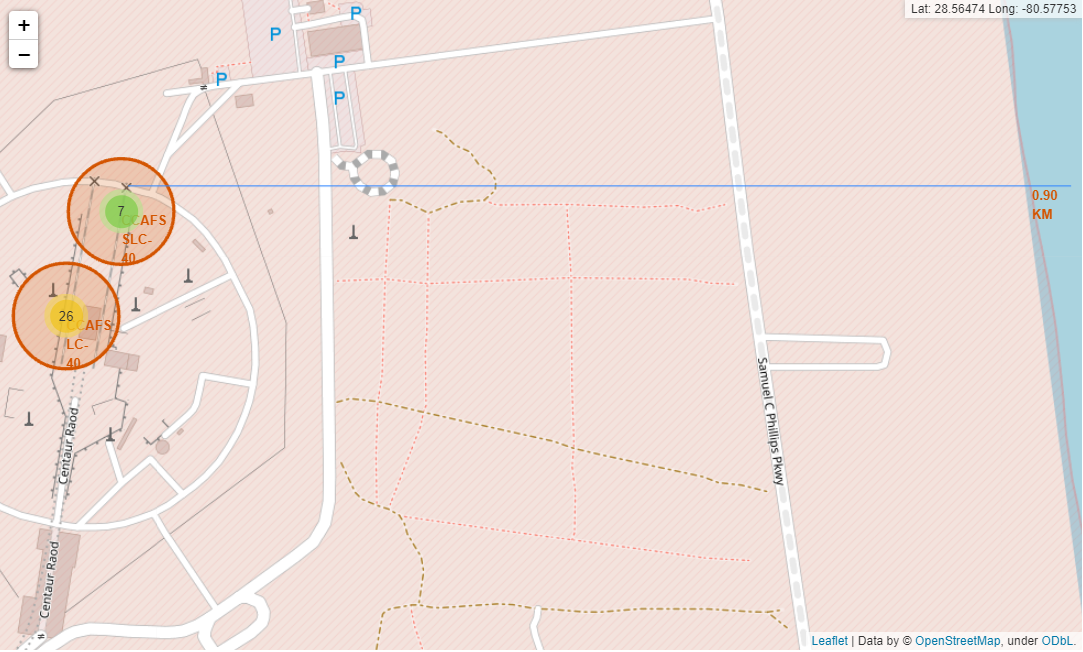 +
−
Lat: 28.56474 Long: -80.57753
P
P
P
P
P
7
CCAFS
SLC-
40
0.90
KM
26
CCAFS
LC-
40
Samuel C Phillips Pkwy
Centaur Raod
Centaur Raod
Leaflet | Data by © OpenStreetMap, under ODbL.